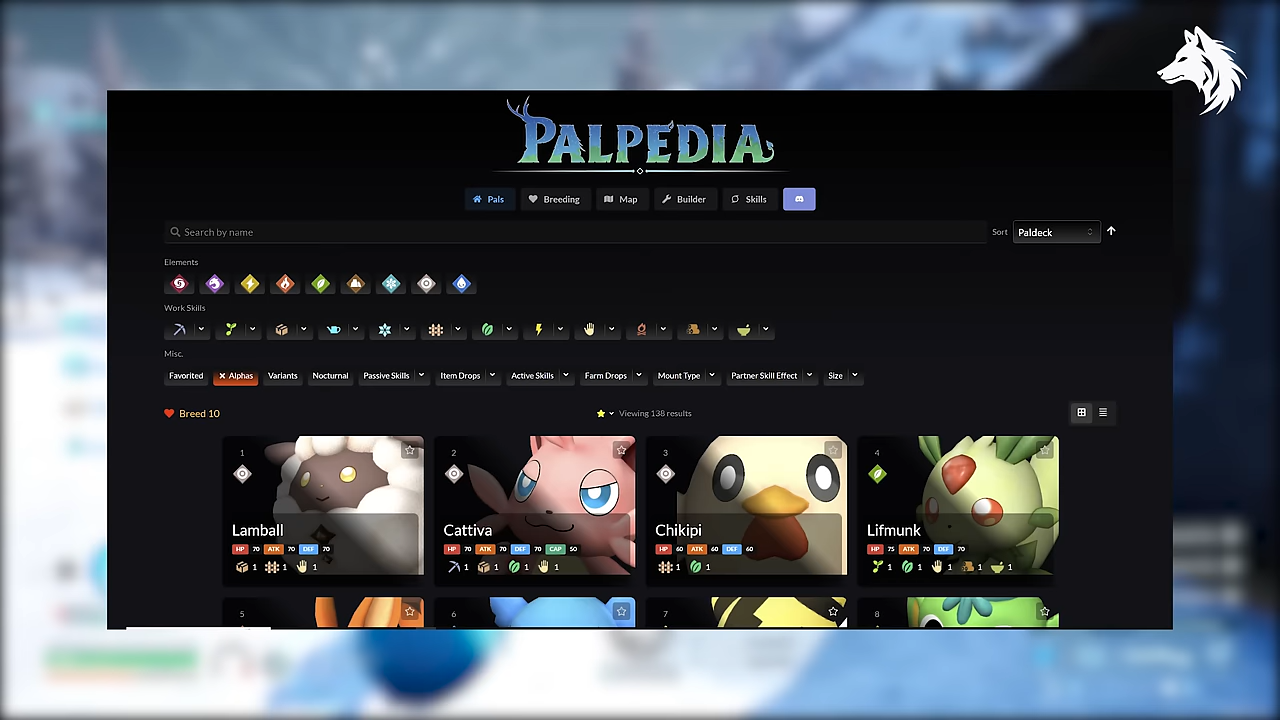 PALPEDIA
Pals Breeding Map Builder Skills
Search by name Sort Paldeck
Elements
Work Skills
Misc.
Favorited Alphas Variants Nocturnal Passive Skills Item Drops Active Skills Farm Drops Mount Type Partner Skill Effect Size
Breed 10 Viewing 138 results
1 2 3 4
Lamball Cattiva Chikipi Lifmunk
HP 70 ATK 70 DEF 70 HP 70 ATK 70 DEF 70 CAP 50 HP 60 ATK 60 DEF 60 HP 75 ATK 70 DEF 70
1 1 1 1 1 1 1 1 1 1 1 1 1 1
5 6 7 8